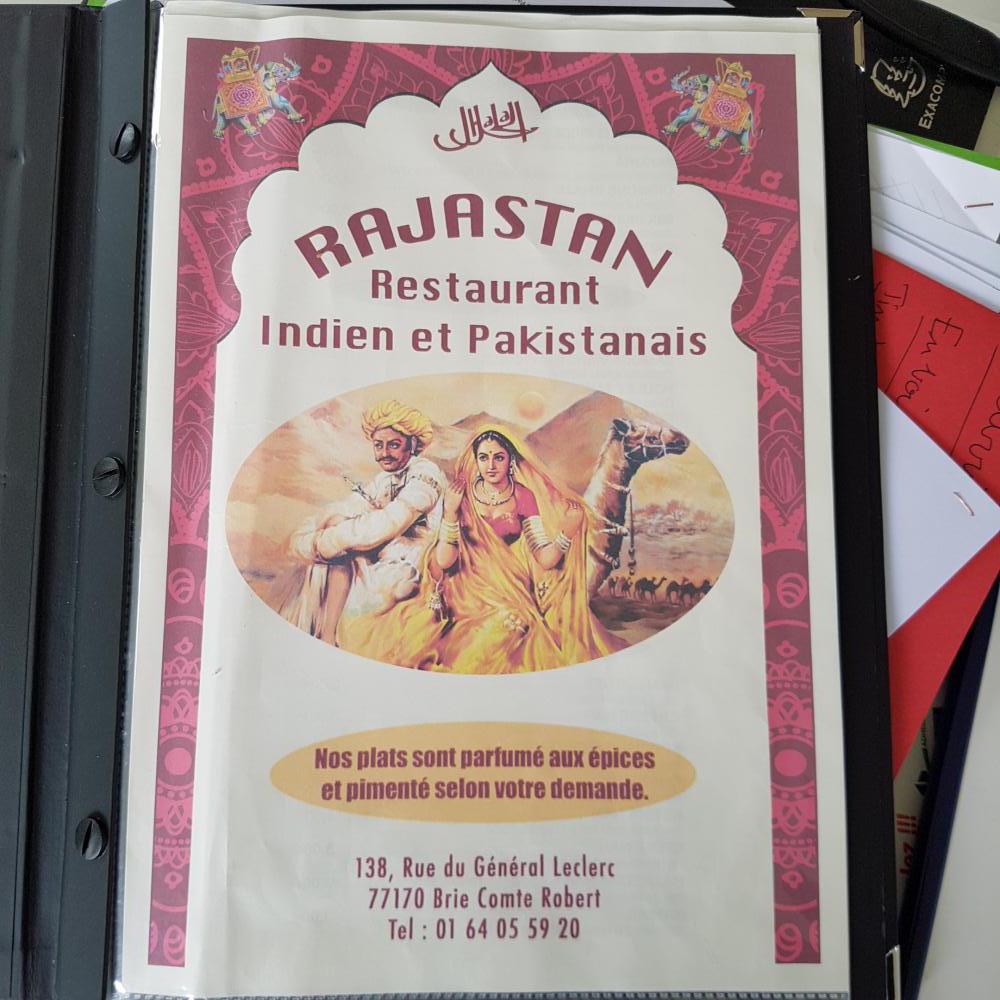 Halal
RAJASTAN
Restaurant
Indien et Pakistanais
Nos plats sont parfumé aux épices
et pimenté selon votre demande.
138, Rue du Général Leclerc
77170 Brie Comte Robert
Tel : 01 64 05 59 20